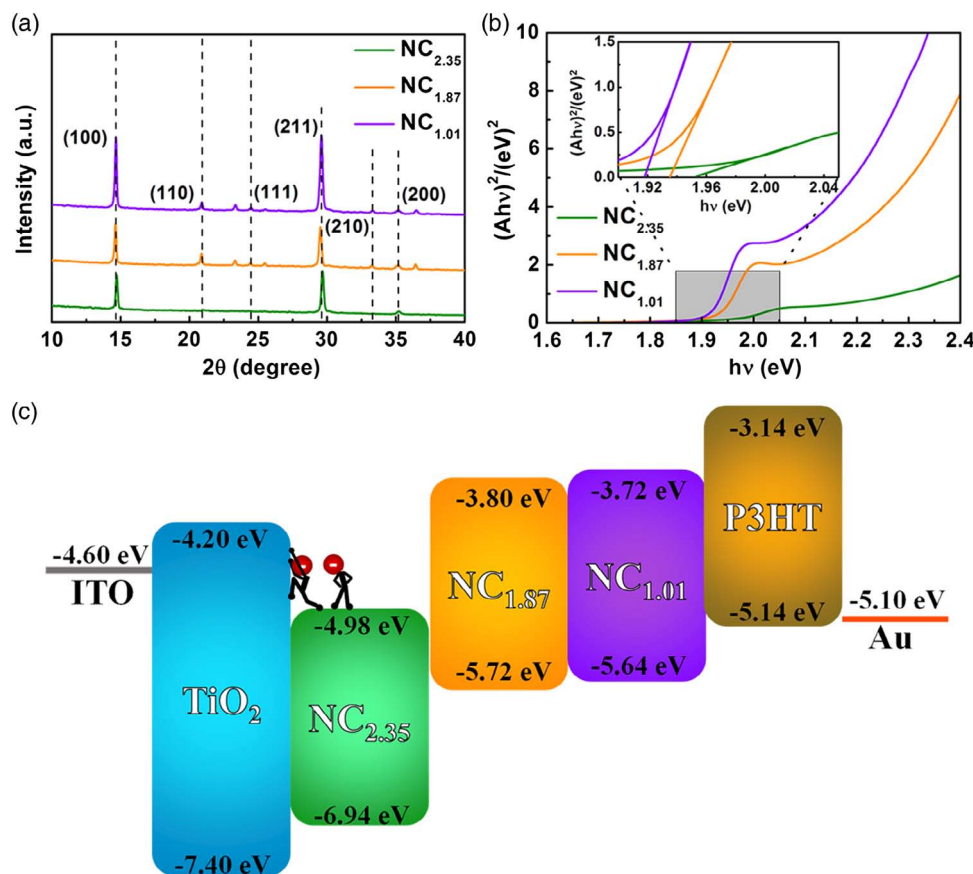 (a)
NC2.35
NC1.87
NC1.01
(100)
(211)
(110)
(111)
(210)
(200)
Intensity (a.u.)
10 15 20 25 30 35 40
2θ (degree)
(b)
10
8
6
4
2
0
(Ahν)²/(eV)²
1.5
1.0
0.5
0.0
(Ahν)²/(eV)²
1.92 1.96 2.00 2.04
hν (eV)
NC2.35
NC1.87
NC1.01
1.6 1.7 1.8 1.9 2.0 2.1 2.2 2.3 2.4
hν (eV)
(c)
-3.14 eV
-3.80 eV
-3.72 eV
P3HT
-4.60 eV
ITO
-4.20 eV
NC1.87
NC1.01
-4.98 eV
-5.14 eV
-5.10 eV
Au
-5.72 eV
-5.64 eV
TiO2
NC2.35
-6.94 eV
-7.40 eV